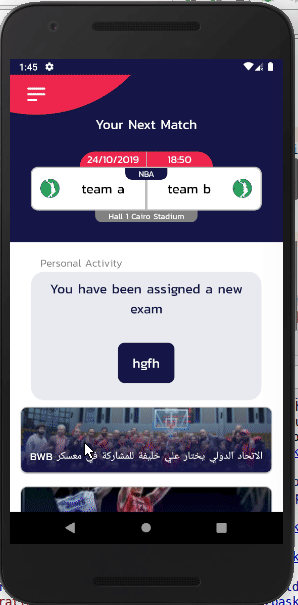 1:45
Your Next Match
24/10/2019 18:50
NBA
team a team b
Hall 1 Cairo Stadium
Personal Activity
You have been assigned a new
exam
hgfh
الاتحاد الدولي يختار علي خليفة للمشاركة في معسكر BWB